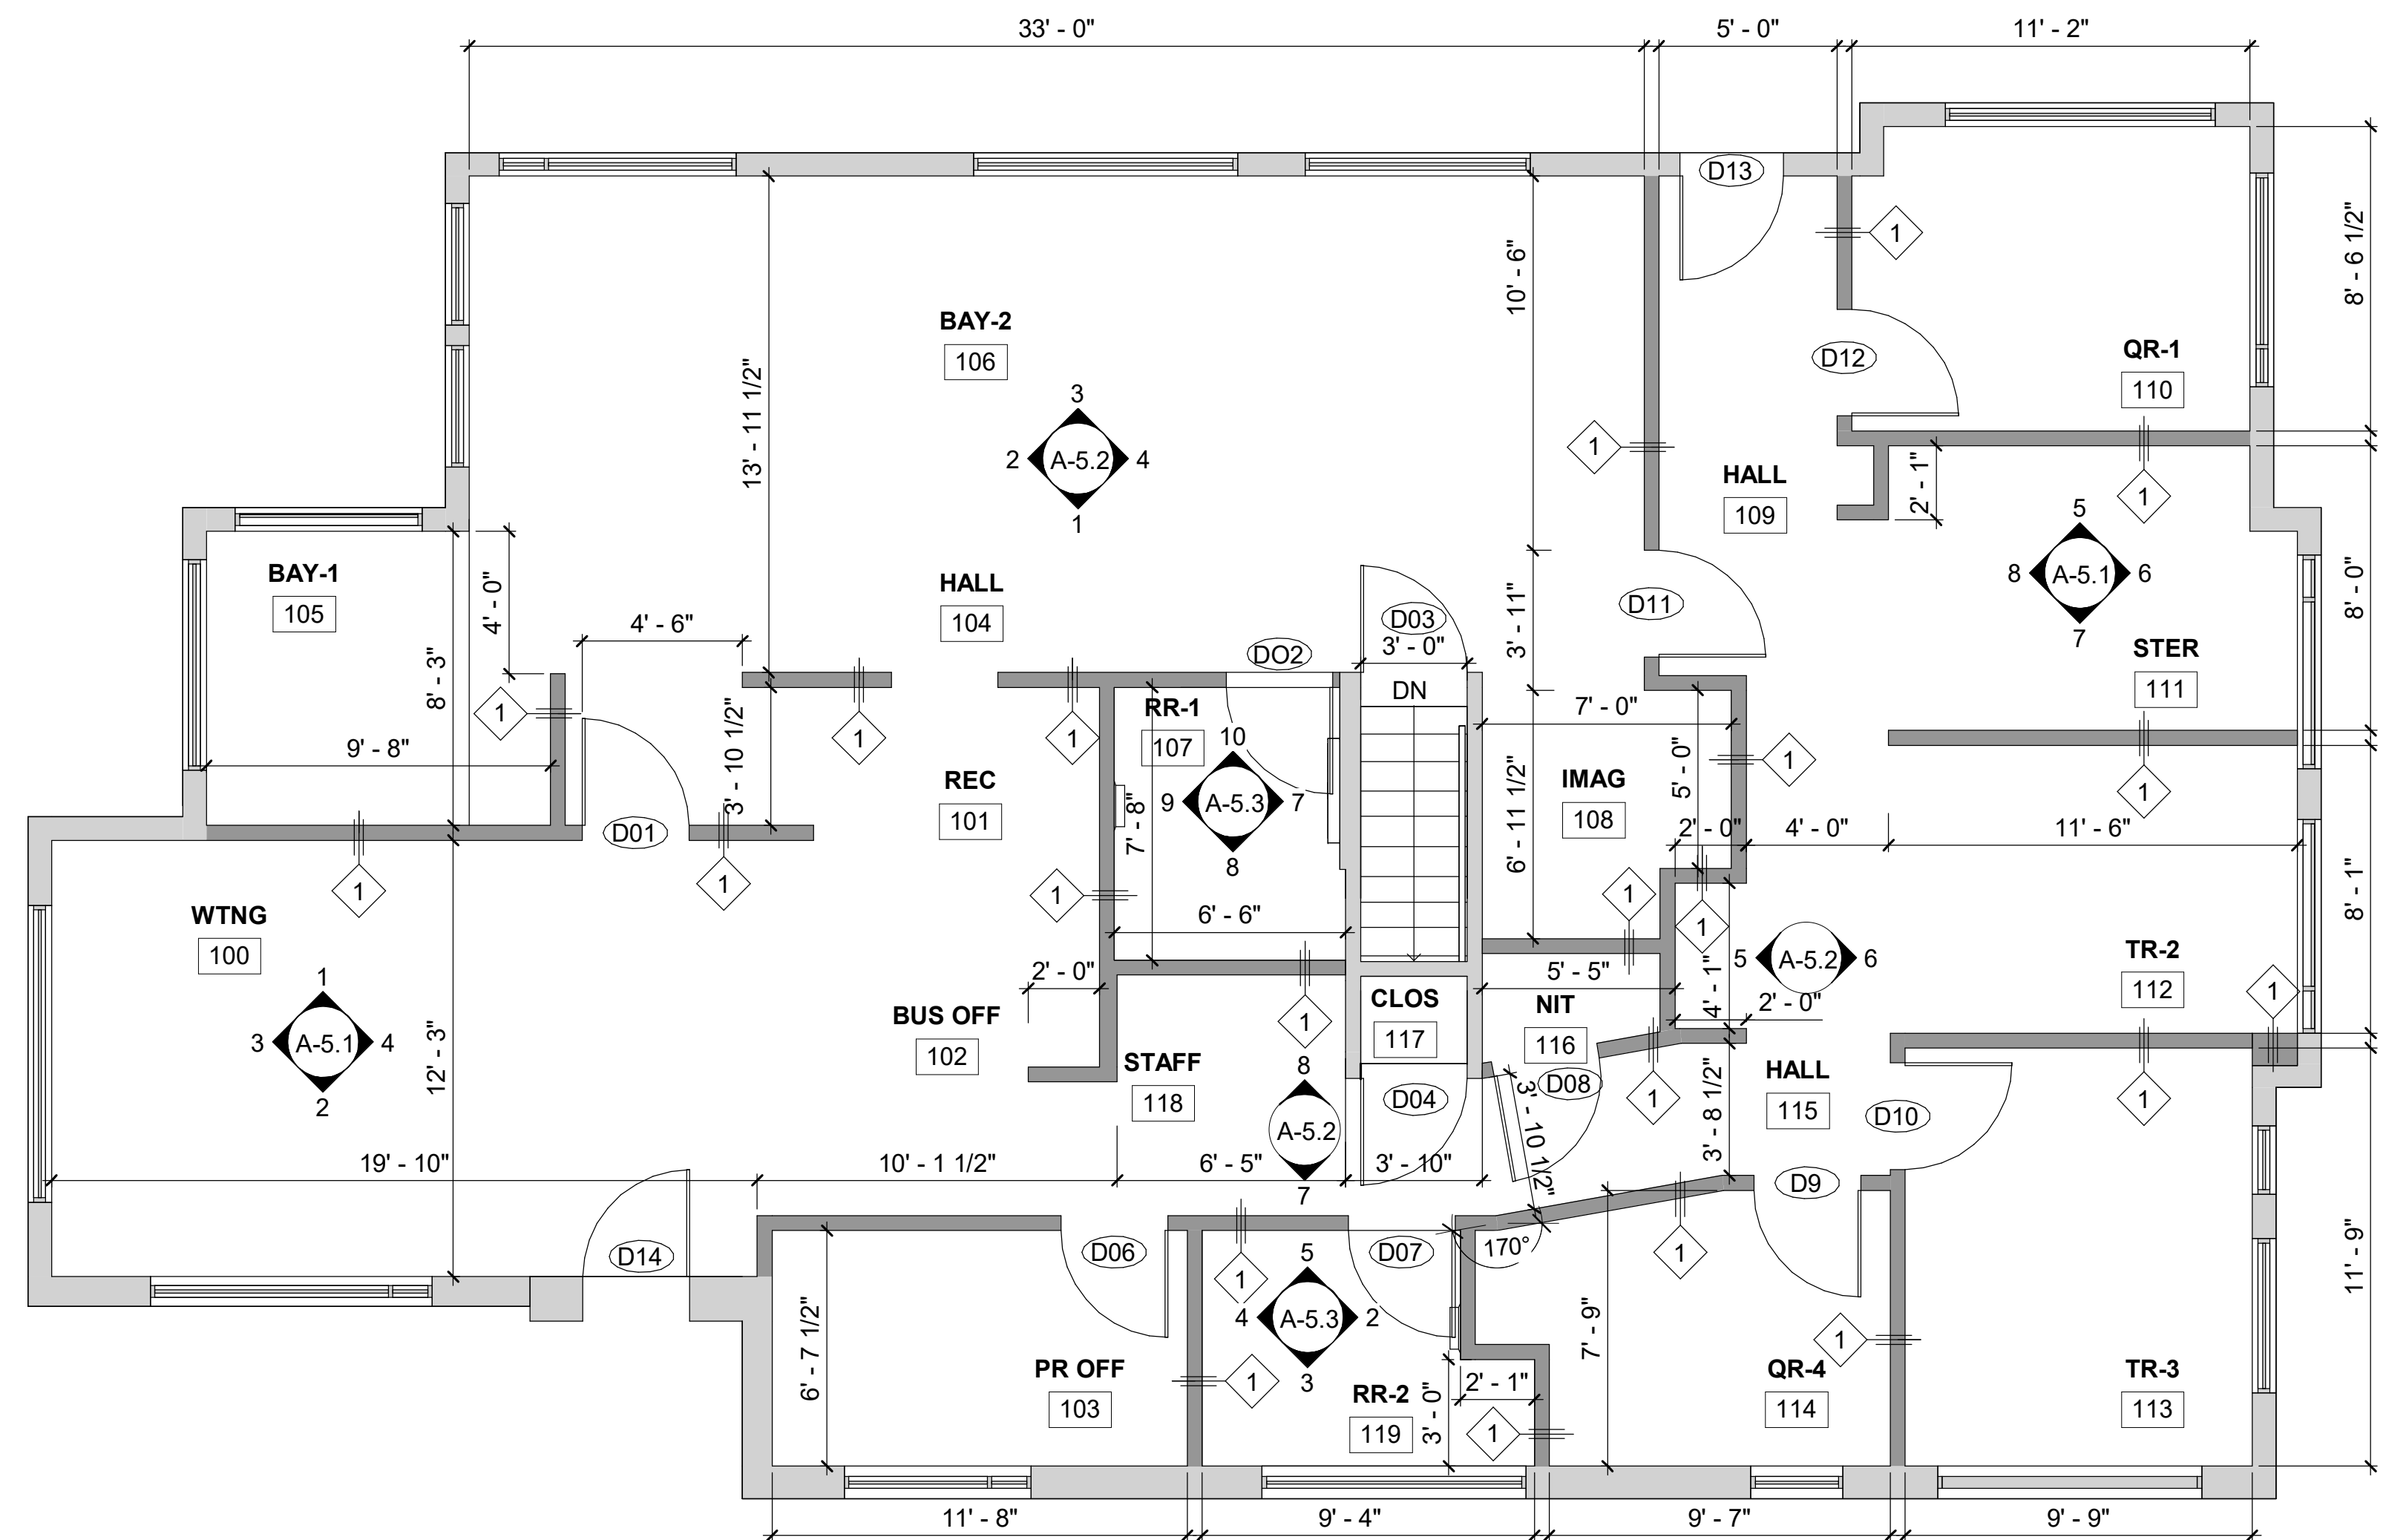 33' - 0" 5' - 0" 11' - 2"
D13
1
8' - 6 1/2"
10' - 6"
BAY-2
106
QR-1
110
D12
13' - 11 1/2"
3
2 A-5.2 4
1
1
HALL
109
2' - 1"
1
5
8 A-5.1 6
7
8' - 0"
BAY-1
105
4' - 0"
HALL
104
D03
3' - 0"
D11
3' - 11"
4' - 6"
DO2
STER
111
8' - 3"
1
DN
RR-1
107
7' - 0"
9' - 8"
1
1
10
9 A-5.3 7
8
5' - 0"
1
3' - 10 1/2"
REC
101
IMAG
108
6' - 11 1/2"
1
D01
7' - 8"
2' - 0" 4' - 0" 11' - 6"
1
1
1
1
1
8' - 1"
WTNG
100
6' - 6"
5 A-5.2 6
TR-2
112
2' - 0"
5' - 5"
4' - 1"
2' - 0"
1
1
3 A-5.1 4
2
12' - 3"
BUS OFF
102
1
CLOS
117
NIT
116
STAFF
118
8
A-5.2
7
D04
D08
3' - 10 1/2"
1
HALL
115
3' - 8 1/2"
D10
1
19' - 10" 10' - 1 1/2" 6' - 5" 3' - 10"
D9
D14
D06
1
D07
170°
1
11' - 9"
6' - 7 1/2"
5
4 A-5.3 2
3
7' - 9"
1
PR OFF
103
1
RR-2
119
3' - 0"
2' - 1"
1
QR-4
114
TR-3
113
11' - 8" 9' - 4" 9' - 7" 9' - 9"